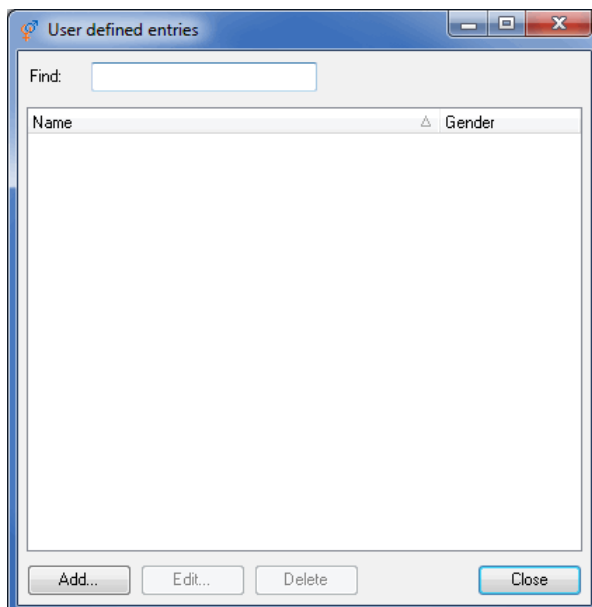 User defined entries
Find:
Name Gender
Add... Edit... Delete Close